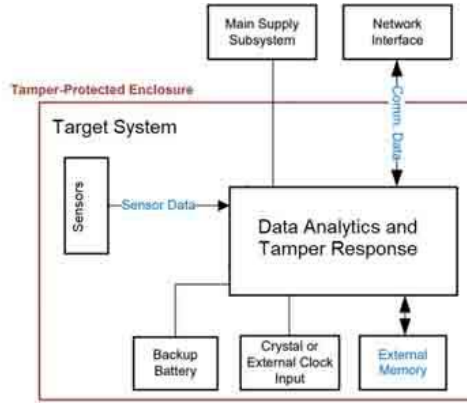 Main Supply
Subsystem
Network
Interface
Tamper-Protected Enclosure
Target System
Comm. Data
Sensors
Sensor Data
Data Analytics and
Tamper Response
Backup
Battery
Crystal or
External Clock
Input
External
Memory